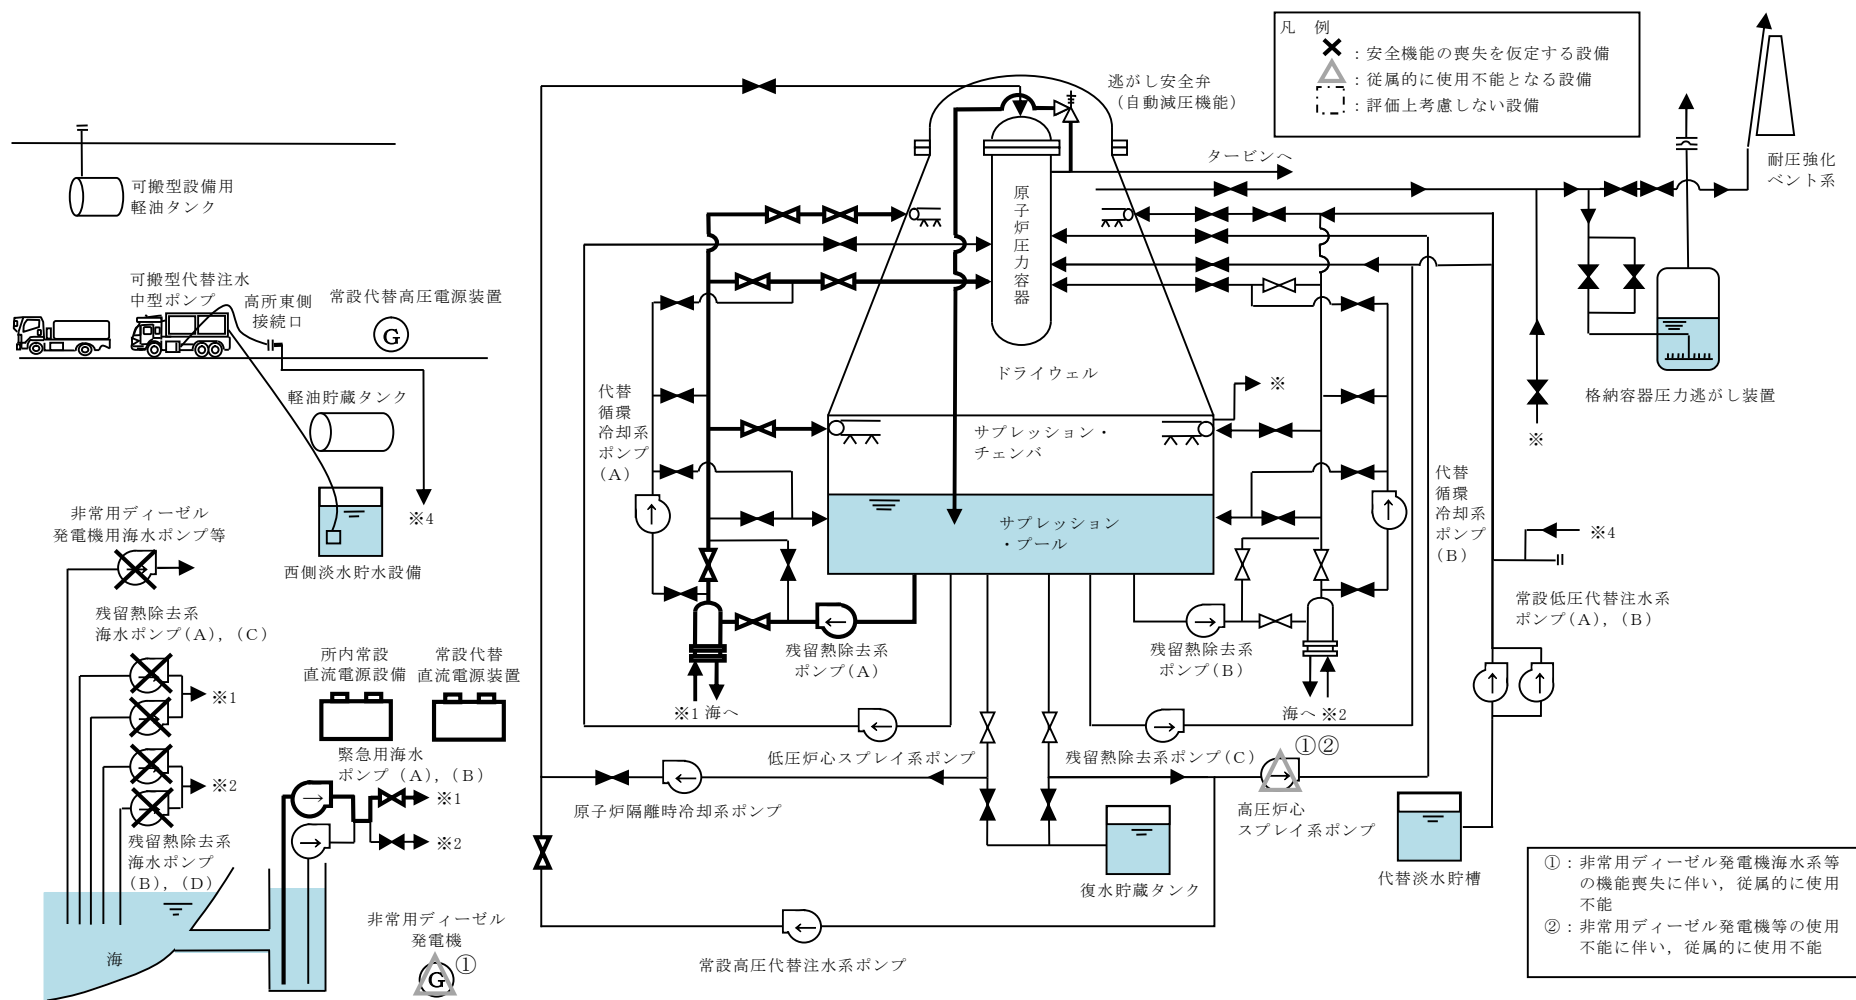 凡　例
：安全機能の喪失を仮定する設備
：従属的に使用不能となる設備
：評価上考慮しない設備
逃がし安全弁
（自動減圧機能）
タービンへ
耐圧強化
ベント系
可搬型設備用
軽油タンク
原子炉圧力容器
可搬型代替注水
中型ポンプ
高所東側
接続口
常設代替高圧電源装置
G
軽油貯蔵タンク
ドライウェル
代替
循環
冷却系
ポンプ
(A)
※
格納容器圧力逃がし装置
※
サプレッション・
チェンバ
サプレッション
・プール
代替
循環
冷却系
ポンプ
(B)
※4
西側淡水貯水設備
非常用ディーゼル
発電機用海水ポンプ等
※4
残留熱除去系
海水ポンプ(A)，(C)
※1
所内常設
直流電源設備
常設代替
直流電源装置
残留熱除去系
ポンプ(A)
残留熱除去系
ポンプ(B)
常設低圧代替注水系
ポンプ(A)，(B)
※1
海へ
海へ
※2
※2
残留熱除去系
海水ポンプ
(B)，(D)
緊急用海水
ポンプ(A)，(B)
※1
※2
低圧炉心スプレイ系ポンプ
残留熱除去系ポンプ(C)
①②
原子炉隔離時冷却系ポンプ
高圧炉心
スプレイ系ポンプ
復水貯蔵タンク
代替淡水貯槽
海
非常用ディーゼル
発電機
①
G
常設高圧代替注水系ポンプ
①：非常用ディーゼル発電機海水系等
の機能喪失に伴い，従属的に使用
不能
②：非常用ディーゼル発電機等の使用
不能に伴い，従属的に使用不能